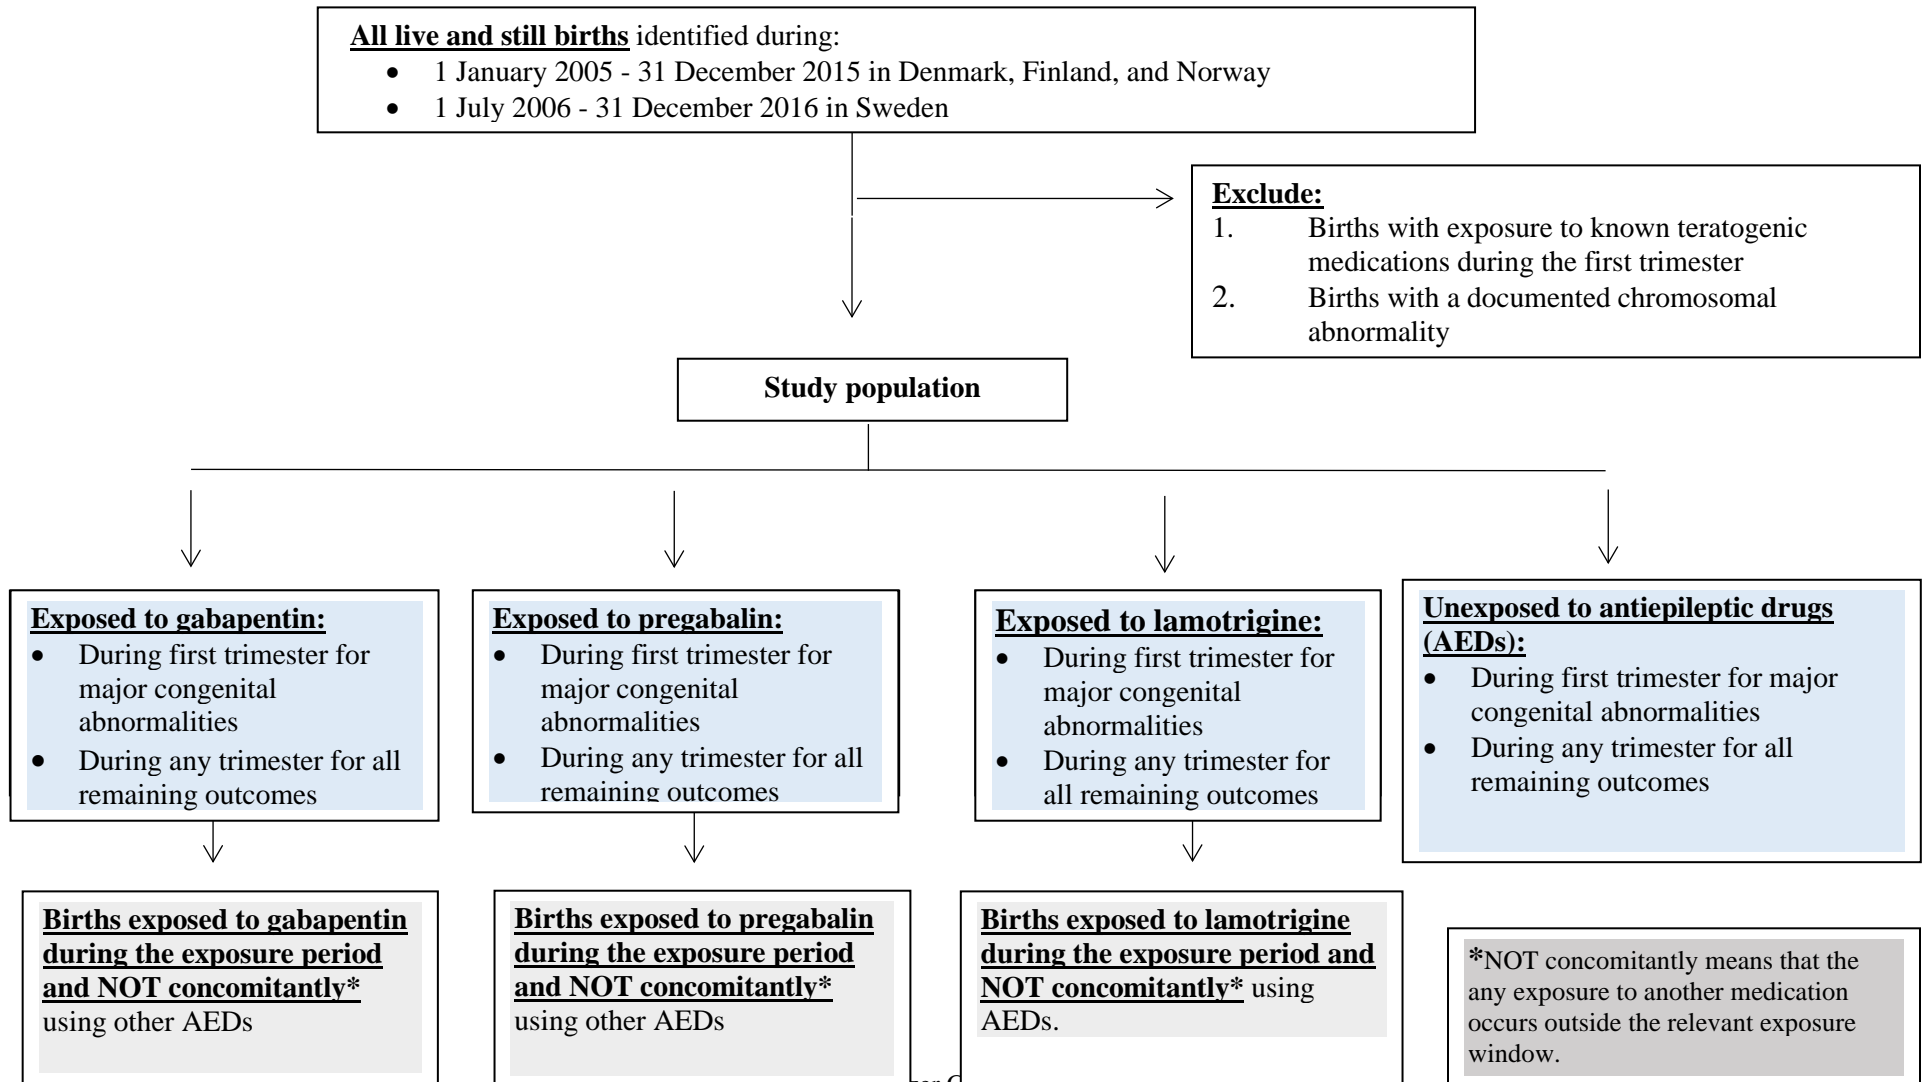 All live and still births identified during:
• 1 January 2005 - 31 December 2015 in Denmark, Finland, and Norway
• 1 July 2006 - 31 December 2016 in Sweden
Exclude:
1. Births with exposure to known teratogenic
medications during the first trimester
2. Births with a documented chromosomal
abnormality
Study population
Exposed to gabapentin:
• During first trimester for
major congenital
abnormalities
• During any trimester for all
remaining outcomes
Exposed to pregabalin:
• During first trimester for
major congenital
abnormalities
• During any trimester for all
remaining outcomes
Exposed to lamotrigine:
• During first trimester for
major congenital
abnormalities
• During any trimester for
all remaining outcomes
Unexposed to antiepileptic drugs
(AEDs):
• During first trimester for major
congenital abnormalities
• During any trimester for all
remaining outcomes
Births exposed to gabapentin
during the exposure period
and NOT concomitantly*
using other AEDs
Births exposed to pregabalin
during the exposure period
and NOT concomitantly*
using other AEDs
Births exposed to lamotrigine
during the exposure period and
NOT concomitantly* using
AEDs.
*NOT concomitantly means that the
any exposure to another medication
occurs outside the relevant exposure
window.